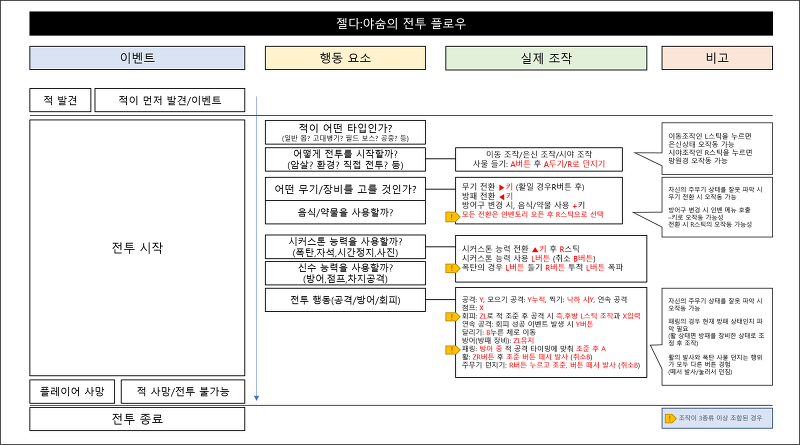 젤다:야숨의 전투 플로우
이벤트
행동 요소
실제 조작
비고
적 발견
적이 먼저 발견/이벤트
전투 시작
적이 어떤 타입인가?
(일반 몹? 고대병기? 필드 보스? 공중? 등)
어떻게 전투를 시작할까?
(암살? 환경? 직접 전투? 등)
이동 조작/은신 조작/시야 조작
사물 들기: A버튼 후 A두기/R로 던지기
이동조작인 L스틱을 누르면
은신상태 오작동 가능
시야조작인 R스틱을 누르면
망원경 오작동 가능
어떤 무기/장비를 고를 것인가?
음식/약물을 사용할까?
무기 전환 ▶키 (활일 경우R버튼 후)
방패 전환 ◀키
방어구 변경 시, 음식/약물 사용 +키
! 모든 전환은 인벤토리 오픈 후 R스틱으로 선택
자신의 주무기 상태를 잘못 파악 시
무기 전환 시 오작동 가능
방어구 변경 시 인벤 메뉴 호출
–키로 오작동 가능성
전환 시 R스틱의 오작동 가능성
시커스톤 능력을 사용할까?
(폭탄,자석,시간정지,사진)
신수 능력을 사용할까?
(방어,점프,차지공격)
시커스톤 능력 전환 ▲키 후 R스틱
시커스톤 능력 사용 L버튼 (취소 B버튼)
! 폭탄의 경우 L버튼 들기 R버튼 투척 L버튼 폭파
전투 행동(공격/방어/회피)
공격: Y, 모으기 공격: Y누적, 찍기: 낙하 시Y, 연속 공격
점프: X
! 회피: ZL로 적 조준 후 공격 시 측,후방 L스틱 조작과 X입력
연속 공격: 회피 성공 이벤트 발생 시 Y버튼
달리기: B누른 채로 이동
방어(방패 장비): ZL유지
! 패링: 방어 중 적 공격 타이밍에 맞춰 조준 후 A
활: ZR버튼 후 조준 버튼 떼서 발사 (취소B)
주무기 던지기: R버튼 누르고 조준, 버튼 떼서 발사 (취소B)
자신의 주무기 상태를 잘못 파악 시
오작동 가능
패링의 경우 현재 방패 상태인지 파
악 필요
(활 상태면 방패를 장비한 상태로 조
정 후 조작)
활의 발사와 폭탄 사물 던지는 행위
가 모두 다른 버튼 경험
(떼서 발사/눌러서 던짐)
플레이어 사망
적 사망/전투 불가능
전투 종료
! 조작이 3종류 이상 조합된 경우